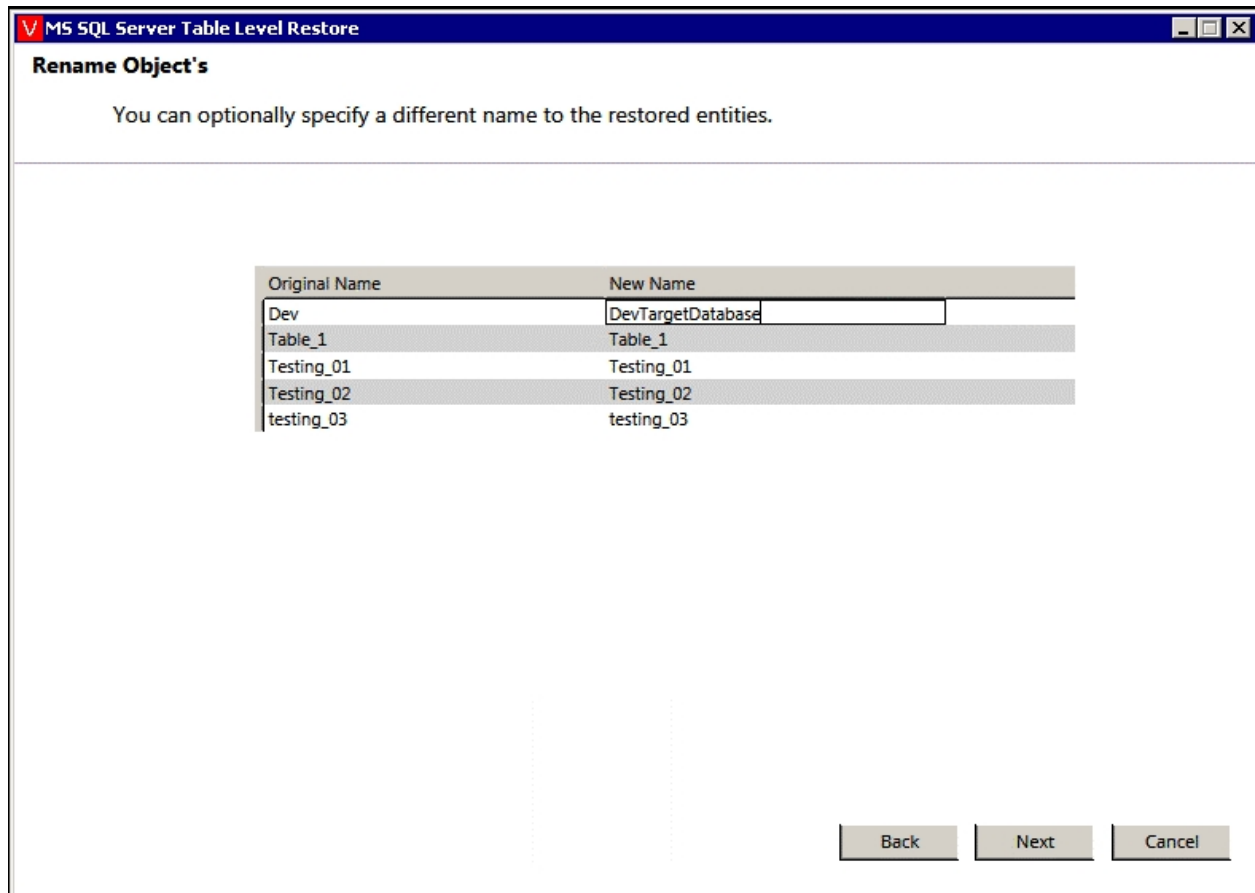 V MS SQL Server Table Level Restore
Rename Object's
You can optionally specify a different name to the restored entities.
Original Name New Name
Dev DevTargetDatabase
Table_1 Table_1
Testing_01 Testing_01
Testing_02 Testing_02
testing_03 testing_03
Back Next Cancel